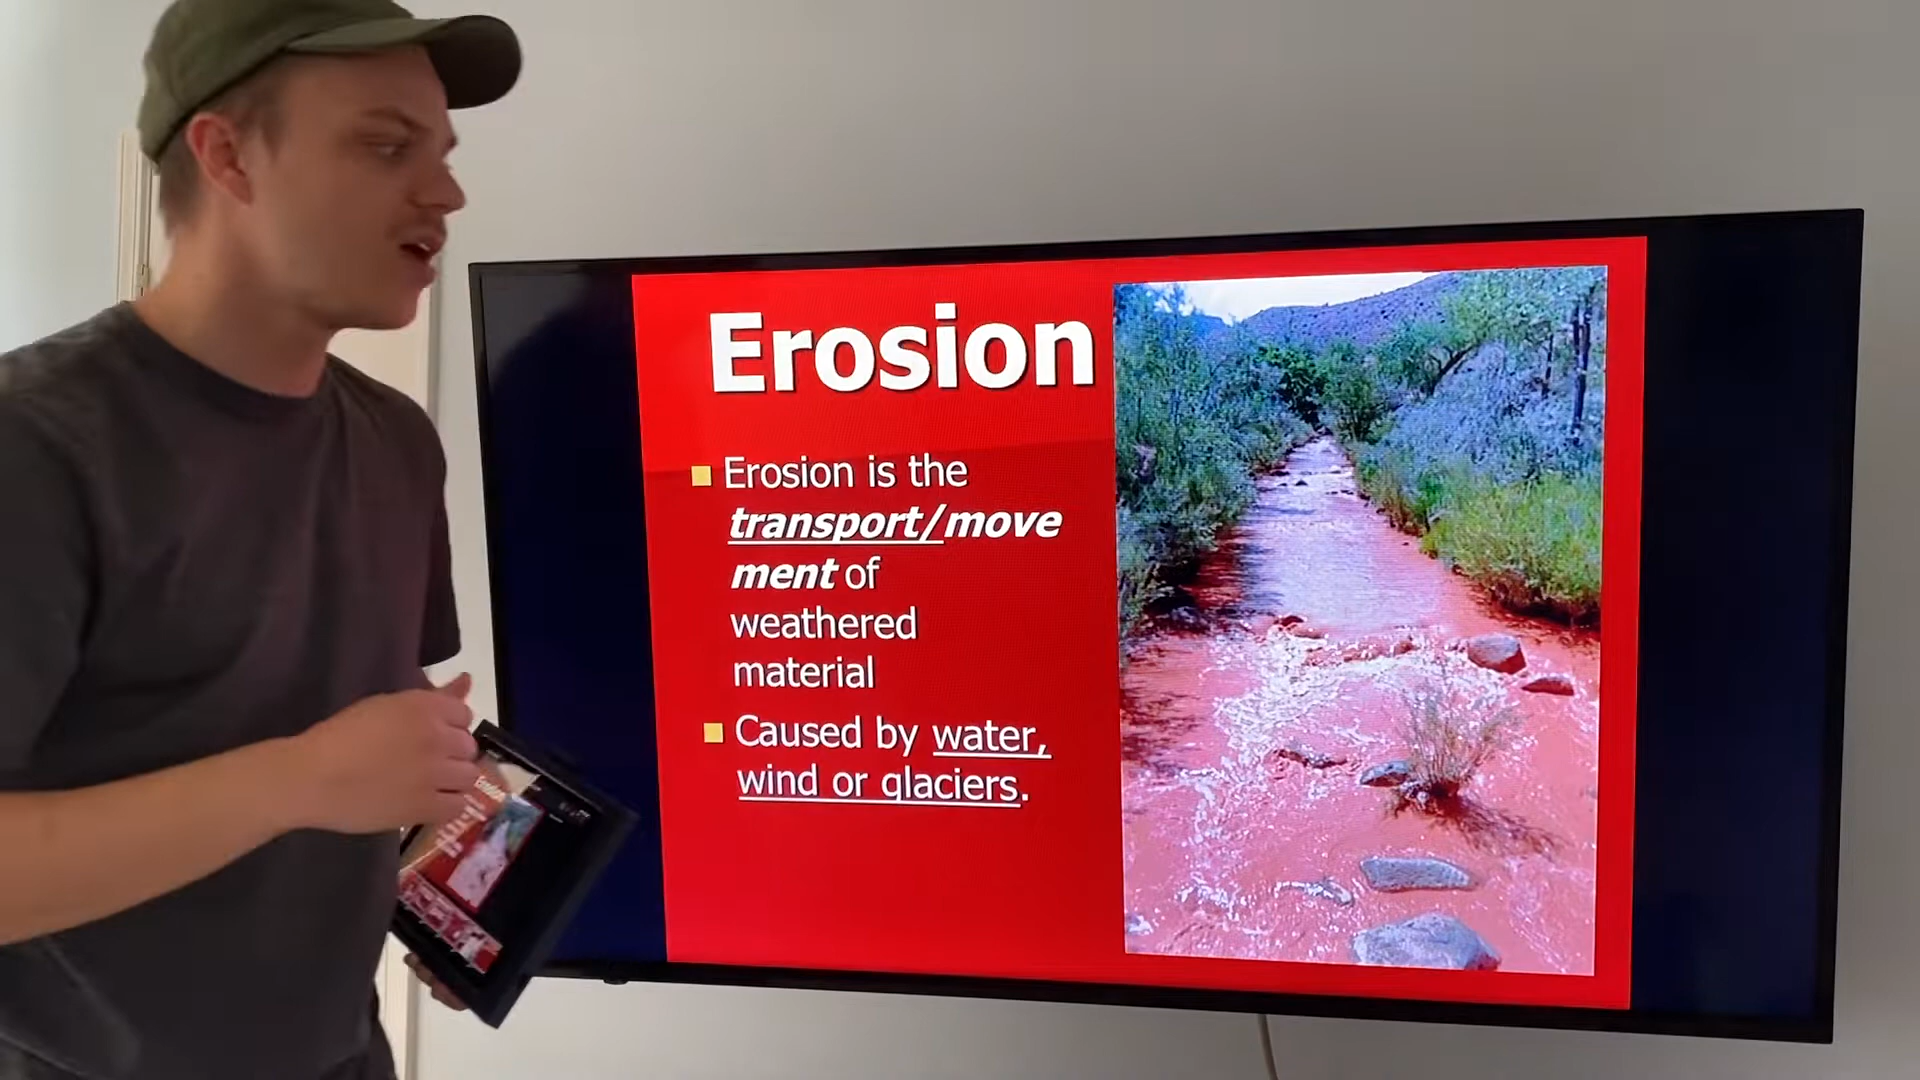 Erosion
Erosion is the
transport/move
ment of
weathered
material
Caused by water,
wind or glaciers.